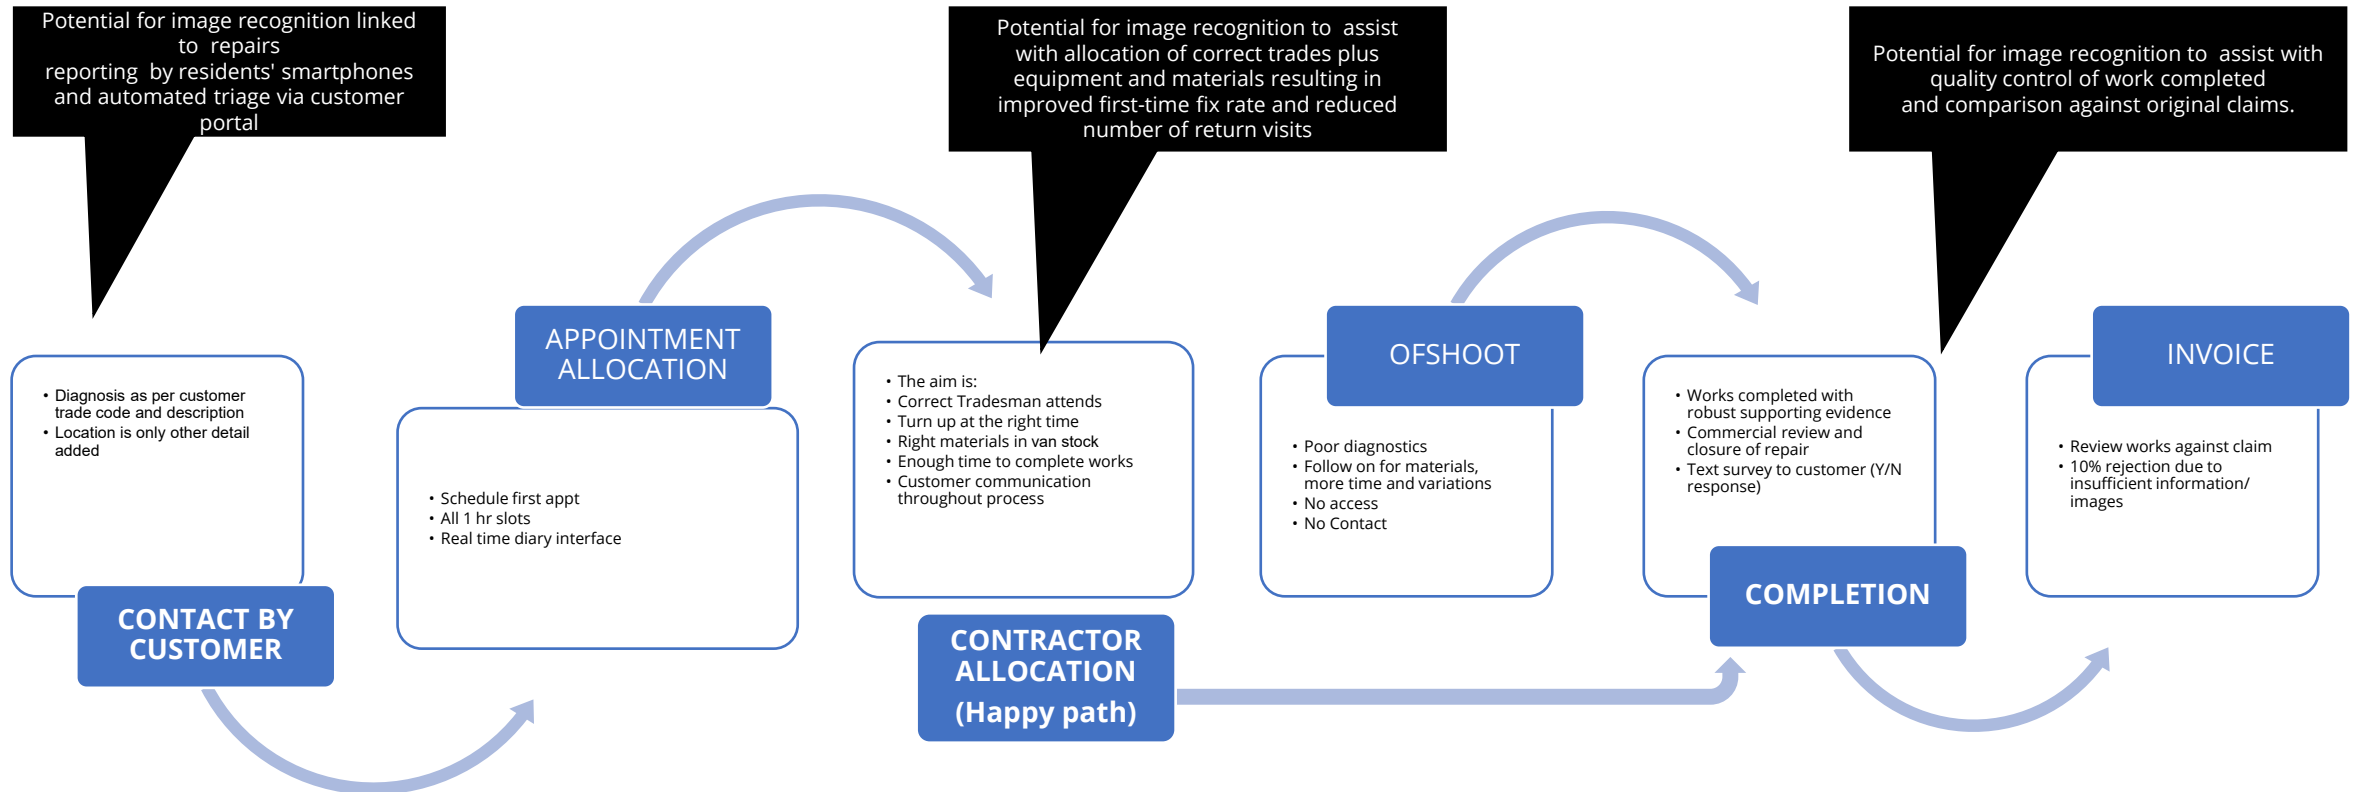 Potential for image recognition linked
to repairs
reporting by residents' smartphones
and automated triage via customer
portal
Potential for image recognition to assist
with allocation of correct trades plus
equipment and materials resulting in
improved first-time fix rate and reduced
number of return visits
Potential for image recognition to assist with
quality control of work completed
and comparison against original claims.
• Diagnosis as per customer
trade code and description
• Location is only other detail
added
CONTACT BY
CUSTOMER
APPOINTMENT
ALLOCATION
• Schedule first appt
• All 1 hr slots
• Real time diary interface
• The aim is:
• Correct Tradesman attends
• Turn up at the right time
• Right materials in van stock
• Enough time to complete works
• Customer communication
throughout process
CONTRACTOR
ALLOCATION
(Happy path)
OFSHOOT
• Poor diagnostics
• Follow on for materials,
more time and variations
• No access
• No Contact
• Works completed with
robust supporting evidence
• Commercial review and
closure of repair
• Text survey to customer (Y/N
response)
COMPLETION
INVOICE
• Review works against claim
• 10% rejection due to
insufficient information/
images